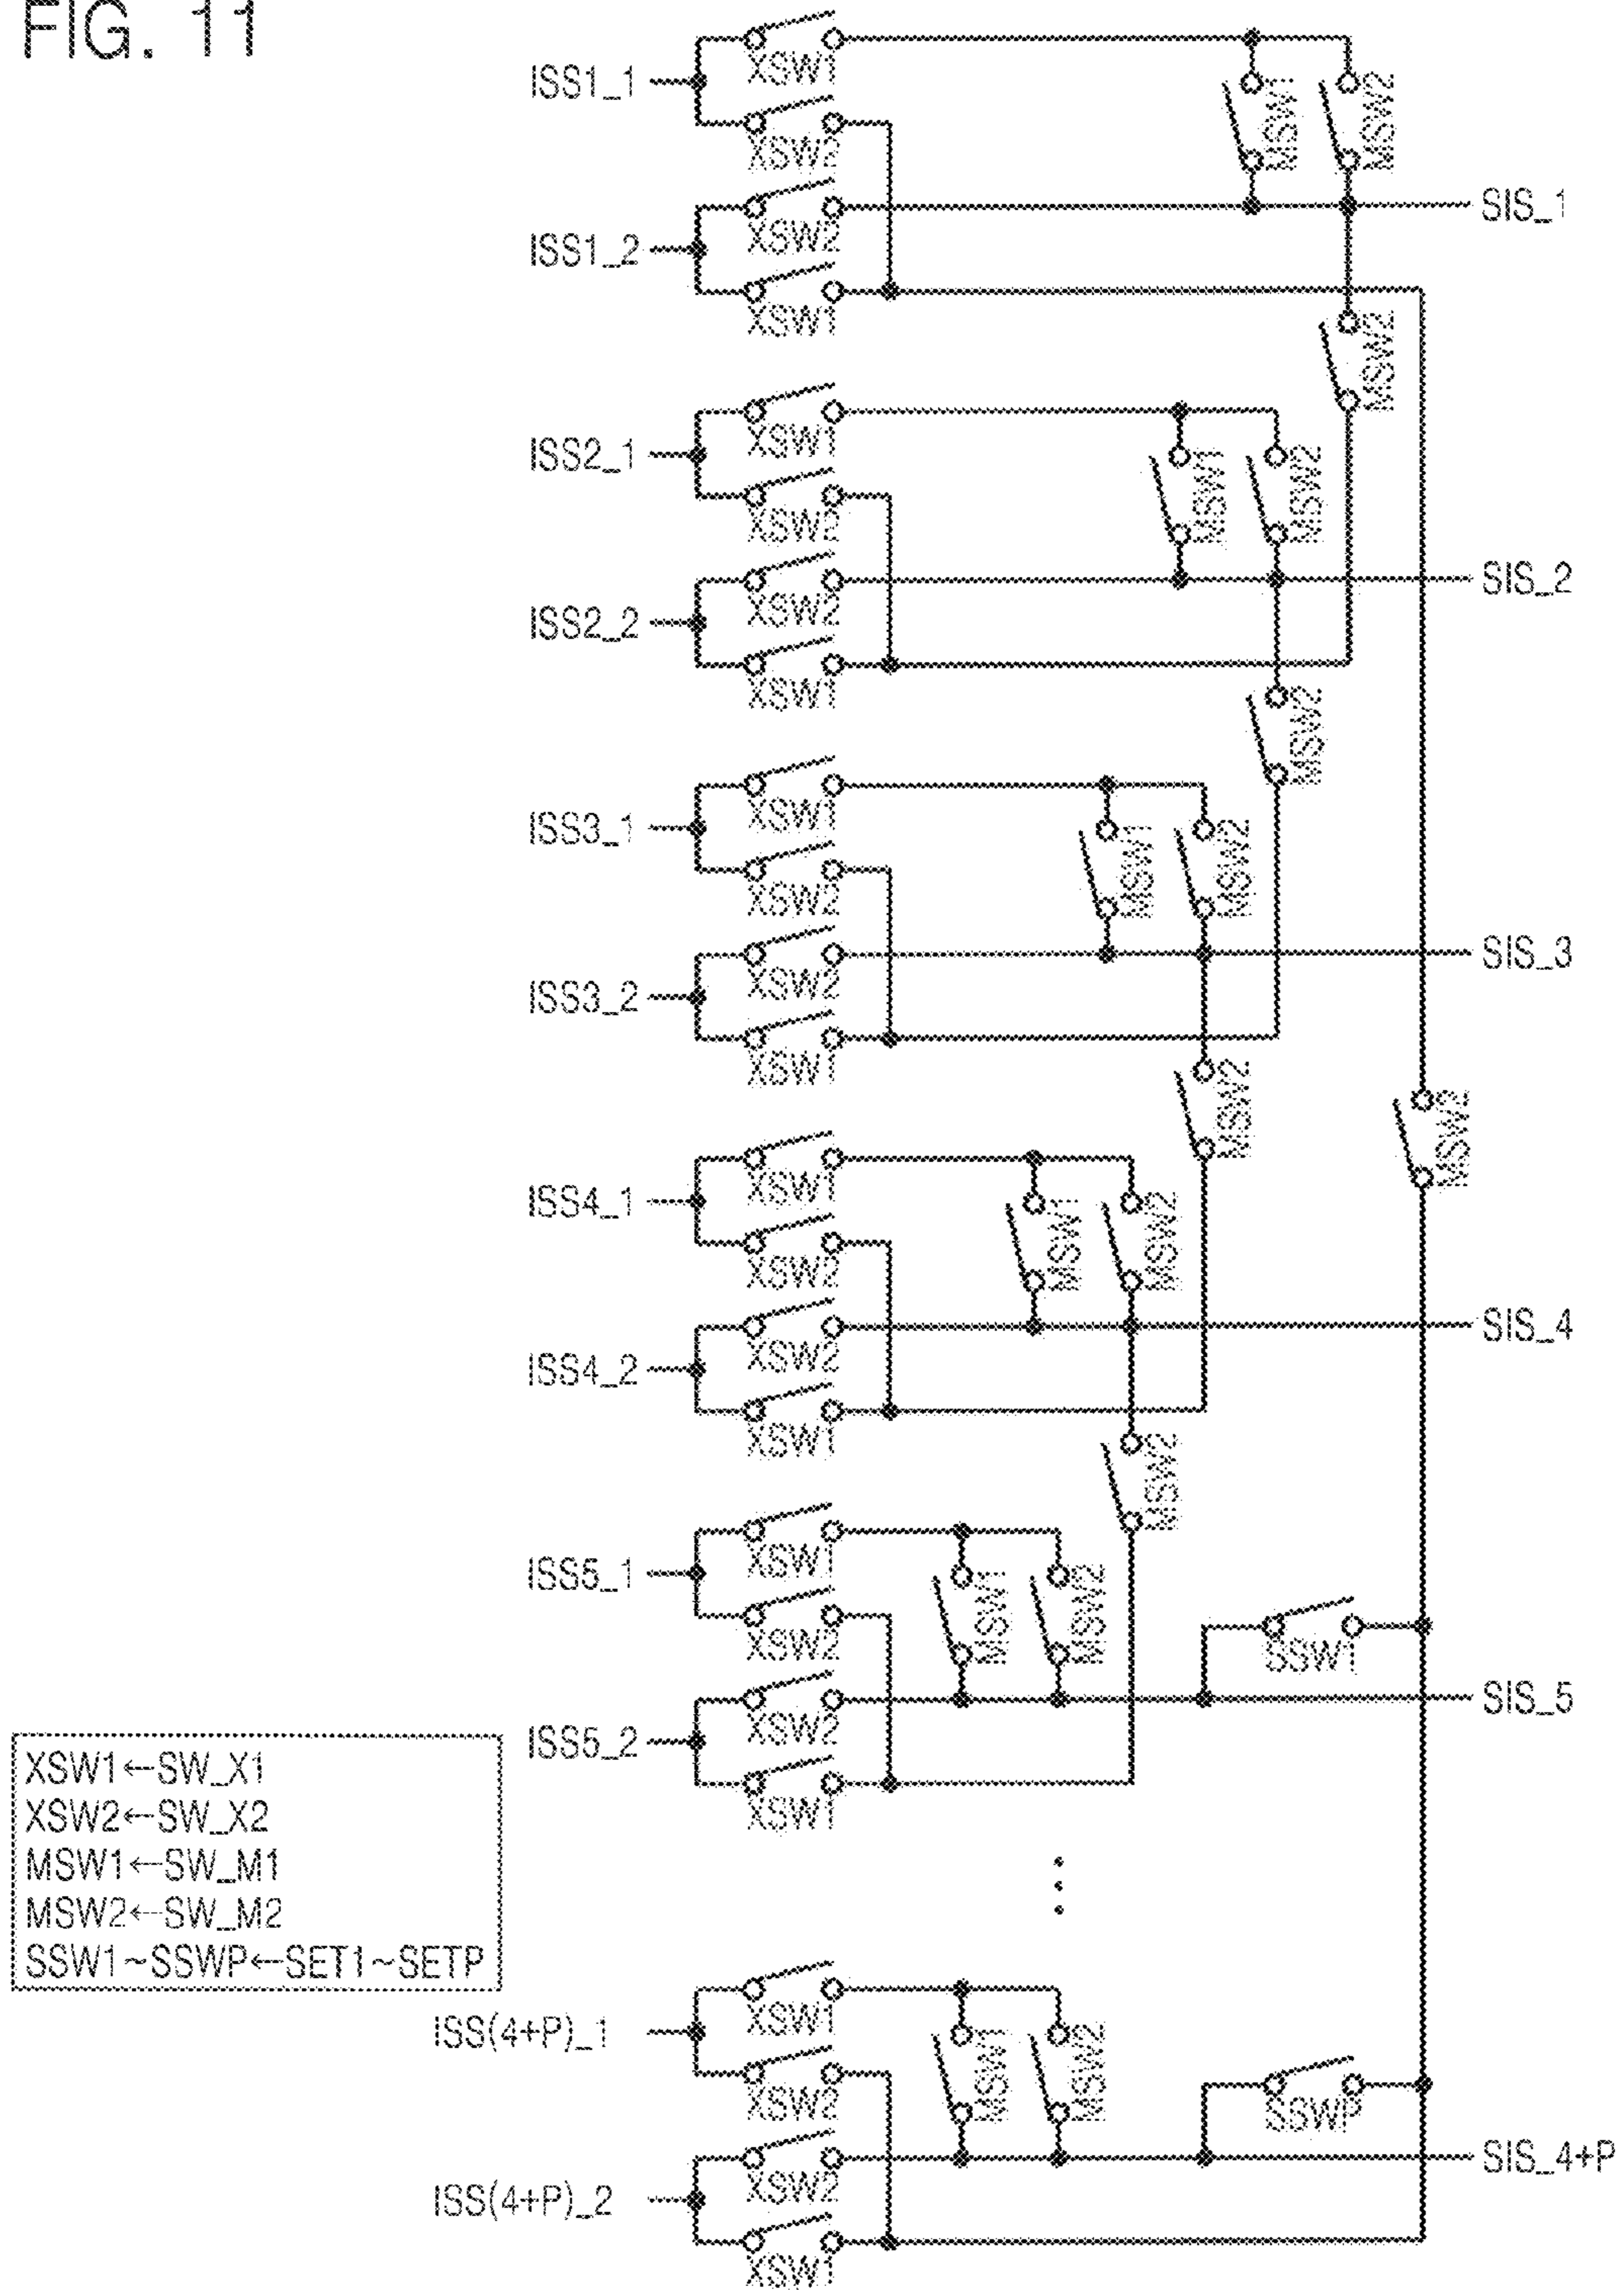 FIG. 11
XSW1
ISS1_1
MSW1
MSW2
XSW2
SIS_1
XSW2
ISS1_2
XSW1
MSW2
XSW1
ISS2_1
MSW1
MSW2
XSW2
SIS_2
XSW2
ISS2_2
XSW1
MSW2
XSW1
ISS3_1
MSW1
MSW2
XSW2
SIS_3
XSW2
ISS3_2
XSW1
MSW2
MSW2
XSW1
ISS4_1
MSW1
MSW2
XSW2
SIS_4
XSW2
ISS4_2
XSW1
MSW2
XSW1
ISS5_1
MSW1
MSW2
XSW2
SSW1
SIS_5
XSW2
ISS5_2
XSW1
XSW1←SW_X1
XSW2←SW_X2
MSW1←SW_M1
MSW2←SW_M2
SSW1~SSWP←SET1~SETP
XSW1
ISS(4+P)_1
MSW1
MSW2
XSW2
SSWP
SIS_4+P
XSW2
ISS(4+P)_2
XSW1